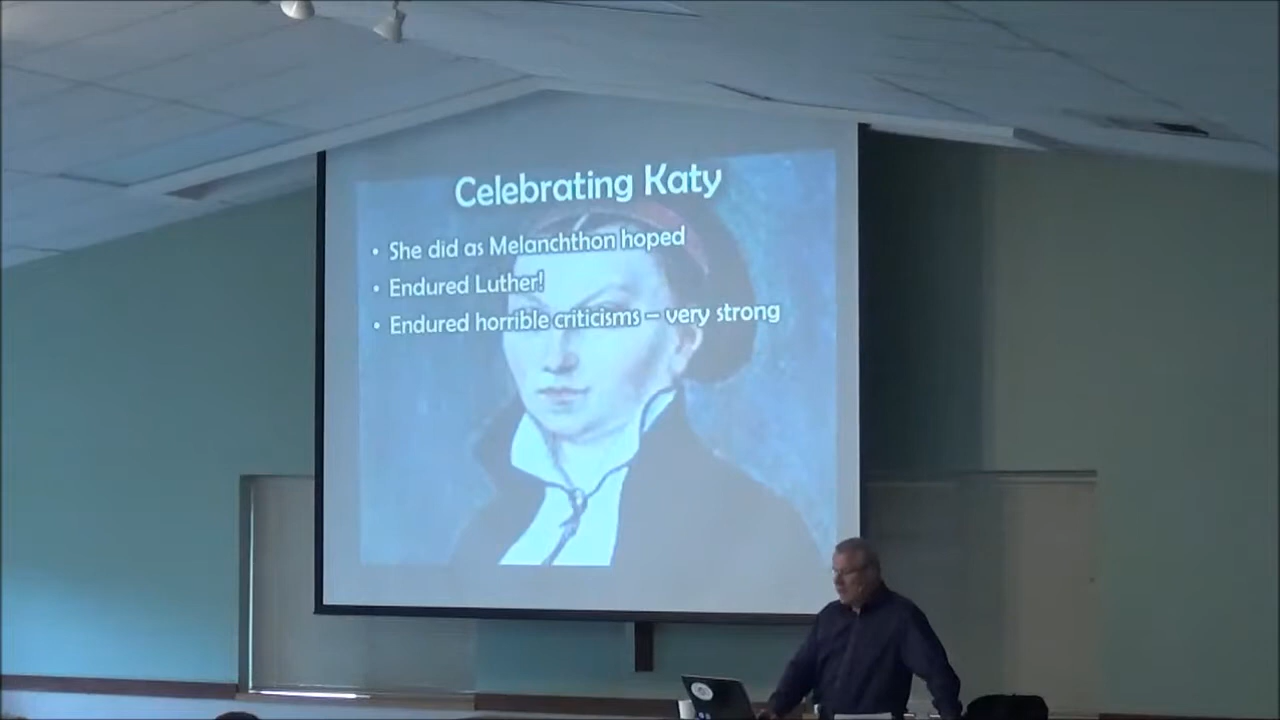 Celebrating Katy
• She did as Melanchthon hoped
• Endured Luther!
• Endured horrible criticisms – very strong